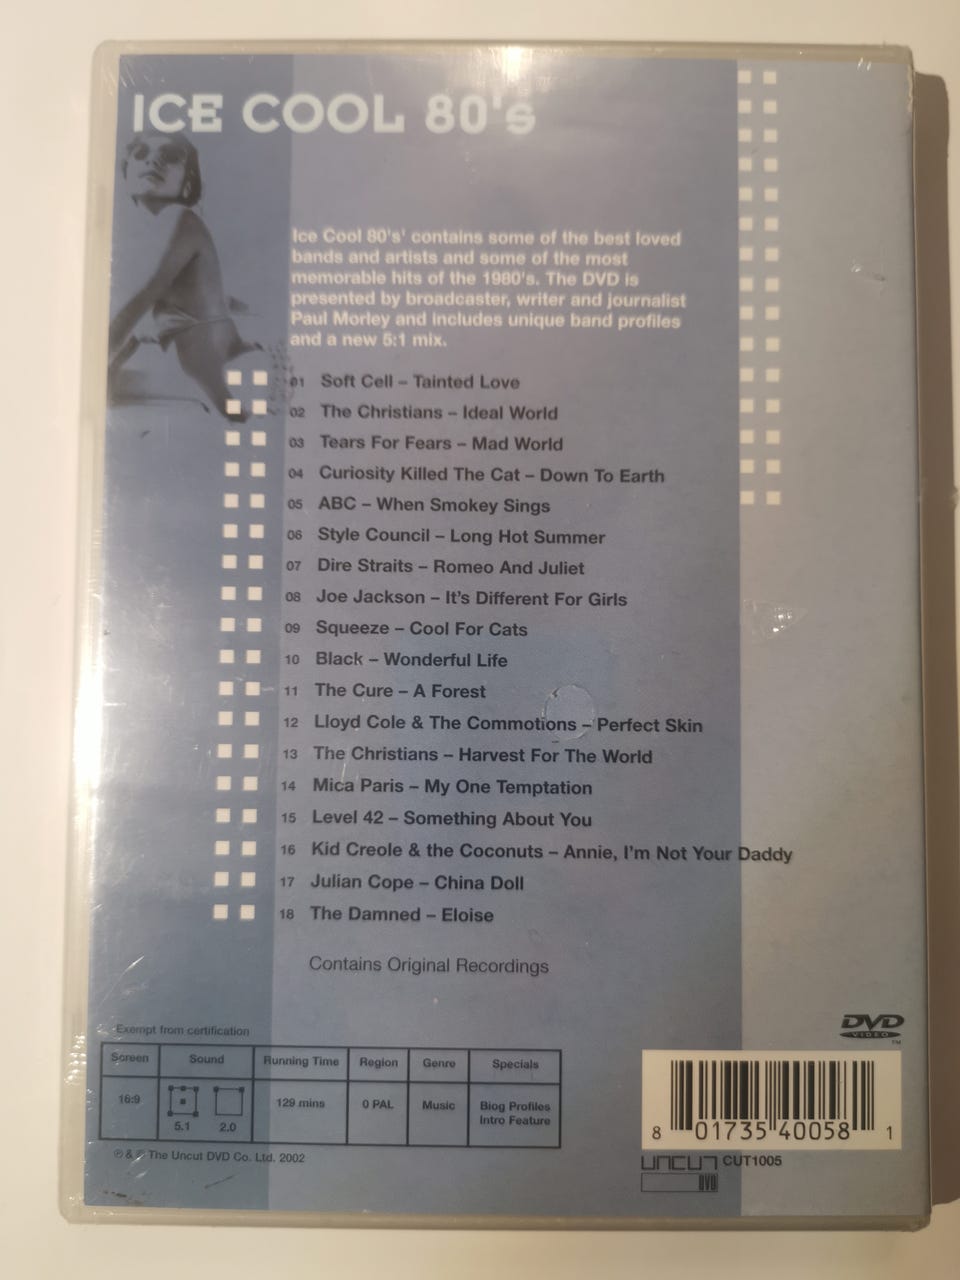 ICE COOL 80's
Ice Cool 80's' contains some of the best loved
bands and artists and some of the most
memorable hits of the 1980's. The DVD is
presented by broadcaster, writer and journalist
Paul Morley and includes unique band profiles
and a new 5:1 mix.
01 Soft Cell – Tainted Love
02 The Christians – Ideal World
03 Tears For Fears – Mad World
04 Curiosity Killed The Cat – Down To Earth
05 ABC – When Smokey Sings
06 Style Council – Long Hot Summer
07 Dire Straits – Romeo And Juliet
08 Joe Jackson – It's Different For Girls
09 Squeeze – Cool For Cats
10 Black – Wonderful Life
11 The Cure – A Forest
12 Lloyd Cole & The Commotions – Perfect Skin
13 The Christians – Harvest For The World
14 Mica Paris – My One Temptation
15 Level 42 – Something About You
16 Kid Creole & the Coconuts – Annie, I'm Not Your Daddy
17 Julian Cope – China Doll
18 The Damned – Eloise
Contains Original Recordings
Exempt from certification
Screen Sound Running Time Region Genre Specials
16:9 5.1 2.0 129 mins 0 PAL Music Biog Profiles
Intro Feature
℗ & © The Uncut DVD Co. Ltd. 2002
DVD
VIDEO
TM
8 01735 40058 1
UNCUT CUT1005
DVD